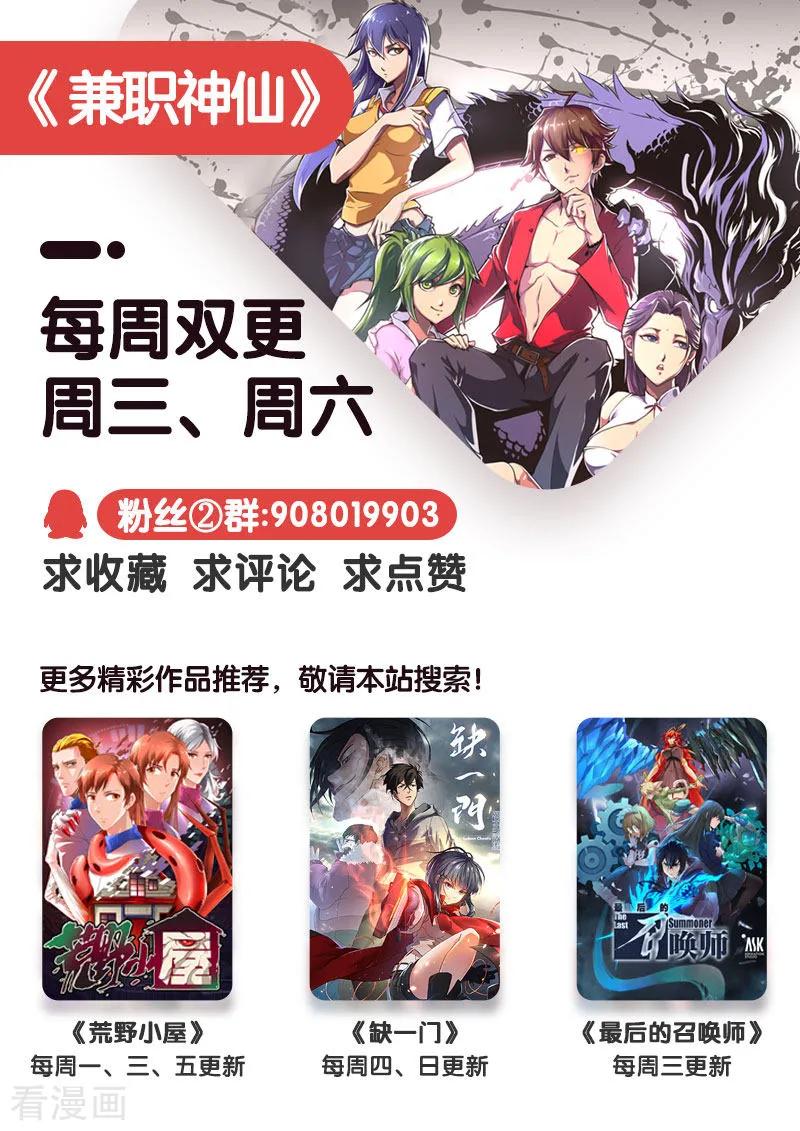 《兼职神仙》
每周双更
周三、周六
粉丝②群:908019903
求收藏 求评论 求点赞
更多精彩作品推荐，敬请本站搜索!
荒野小屋
缺一門
最后的
The Last
Summoner
召唤师
ASK
《荒野小屋》
每周一、三、五更新
《缺一门》
每周四、日更新
《最后的召唤师》
每周三更新
看漫画